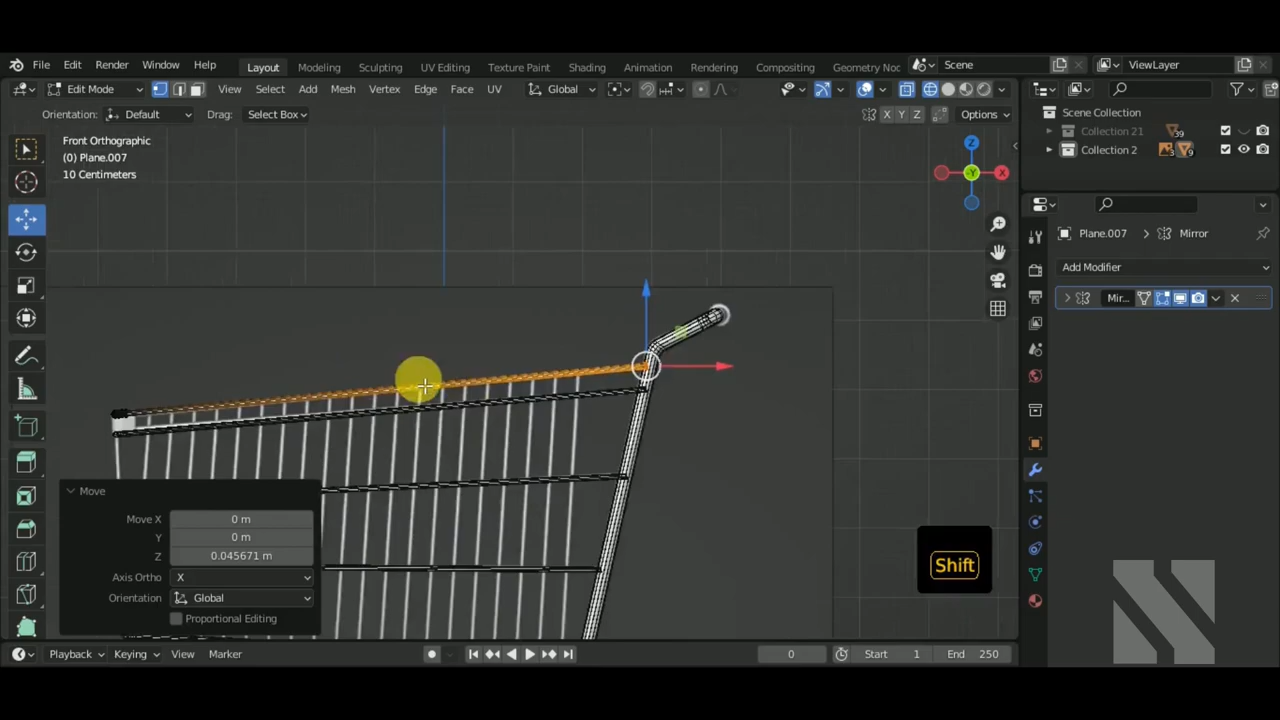 File Edit Render Window Help
Layout Modeling Sculpting UV Editing Texture Paint Shading Animation Rendering Compositing Geometry Noc
Scene
ViewLayer
Edit Mode View Select Add Mesh Vertex Edge Face UV Global
Orientation: Default Drag: Select Box X Y Z Options
Front Orthographic
(0) Plane.007
10 Centimeters
Z
-Y
X
Scene Collection
Collection 21 39
Collection 2 3 9
Plane.007 Mirror
Add Modifier
Mir...
Move
Move X 0 m
Y 0 m
Z 0.045671 m
Axis Ortho X
Orientation Global
Proportional Editing
Shift
Playback Keying View Marker 0 Start 1 End 250